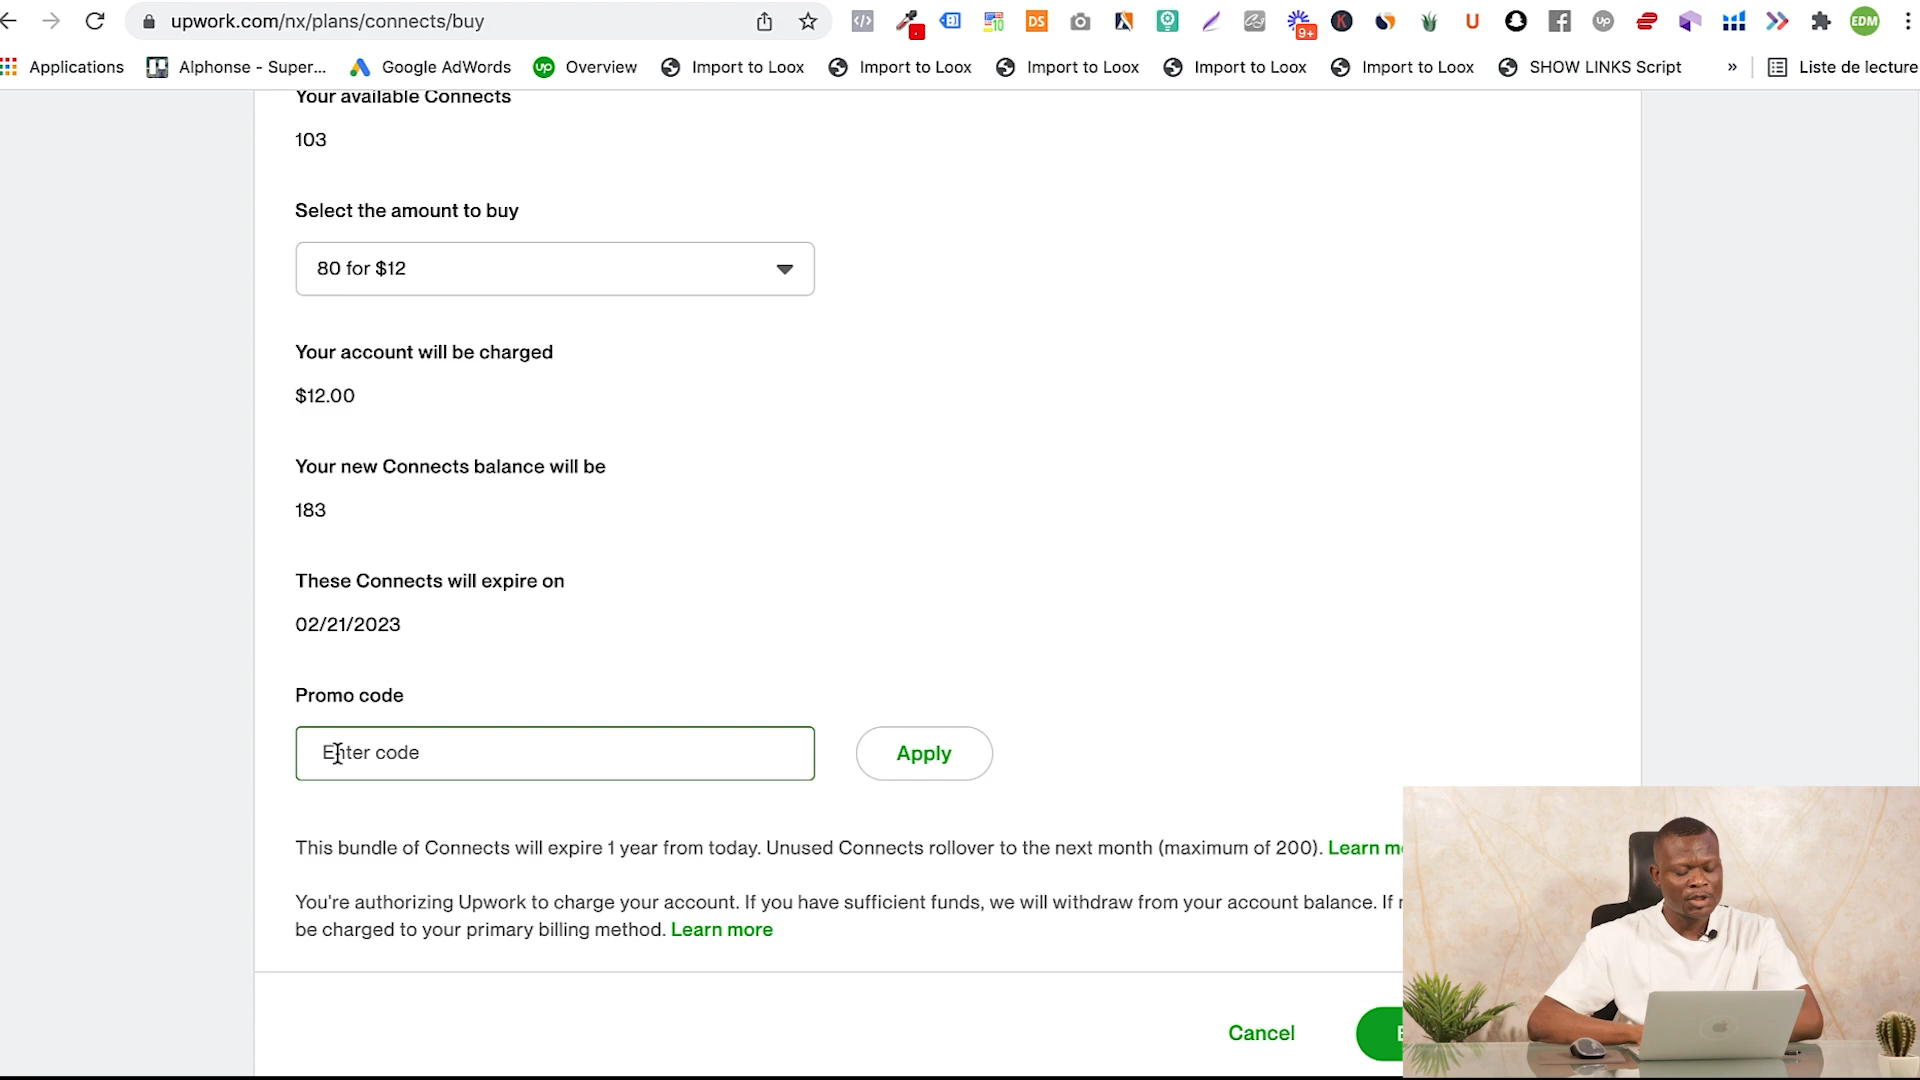 upwork.com/nx/plans/connects/buy
DS
10
9+
K
U
up
EDM
Applications
Alphonse - Super...
Google AdWords
up
Overview
Import to Loox
Import to Loox
Import to Loox
Import to Loox
Import to Loox
SHOW LINKS Script
»
Liste de lecture
Your available Connects
103
Select the amount to buy
80 for $12
Your account will be charged
$12.00
Your new Connects balance will be
183
These Connects will expire on
02/21/2023
Promo code
Enter code
Apply
This bundle of Connects will expire 1 year from today. Unused Connects rollover to the next month (maximum of 200). Learn
You're authorizing Upwork to charge your account. If you have sufficient funds, we will withdraw from your account balance. If
be charged to your primary billing method. Learn more
Cancel